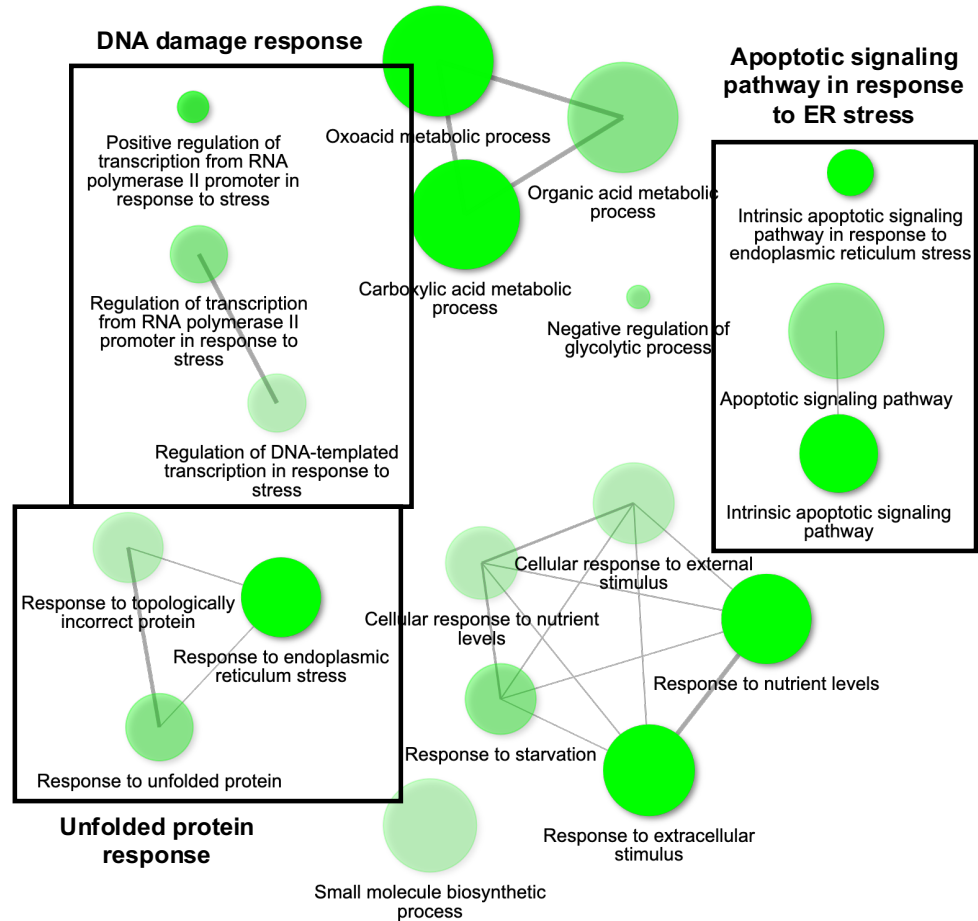 DNA damage response
Apoptotic signaling
pathway in response
to ER stress
Positive regulation of
transcription from RNA
polymerase II promoter in
response to stress
Regulation of transcription
from RNA polymerase II
promoter in response to
stress
Regulation of DNA-templated
transcription in response to
stress
Oxoacid metabolic process
Organic acid metabolic
process
Carboxylic acid metabolic
process
Negative regulation of
glycolytic process
Intrinsic apoptotic signaling
pathway in response to
endoplasmic reticulum stress
Apoptotic signaling pathway
Intrinsic apoptotic signaling
pathway
Response to topologically
incorrect protein
Response to endoplasmic
reticulum stress
Response to unfolded protein
Unfolded protein
response
Cellular response to external
stimulus
Cellular response to nutrient
levels
Response to nutrient levels
Response to starvation
Response to extracellular
stimulus
Small molecule biosynthetic
process